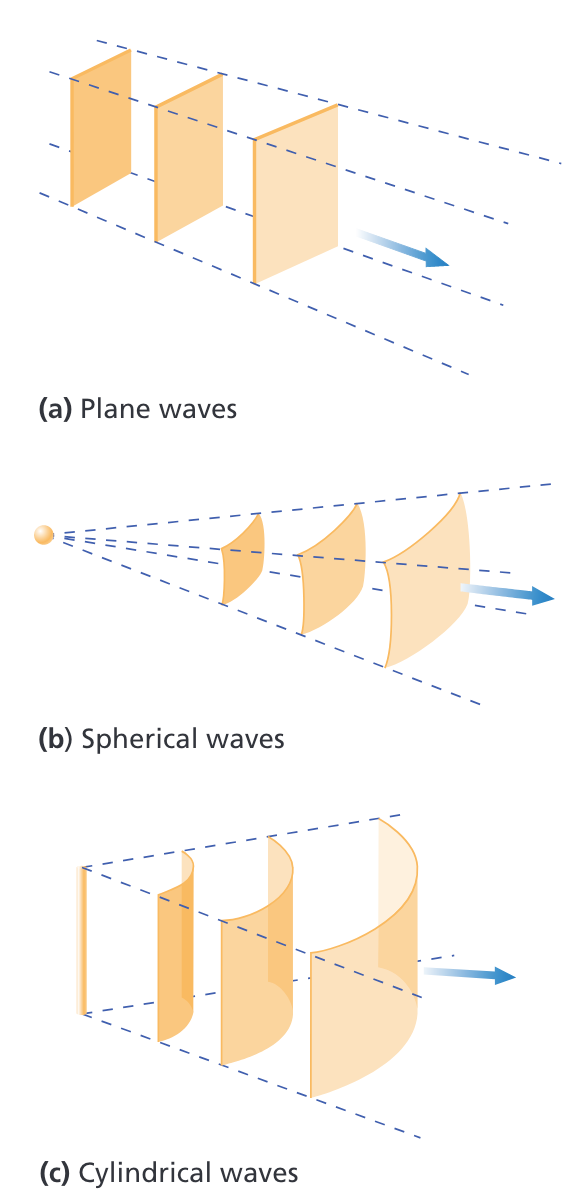 (a) Plane waves
(b) Spherical waves
(c) Cylindrical waves